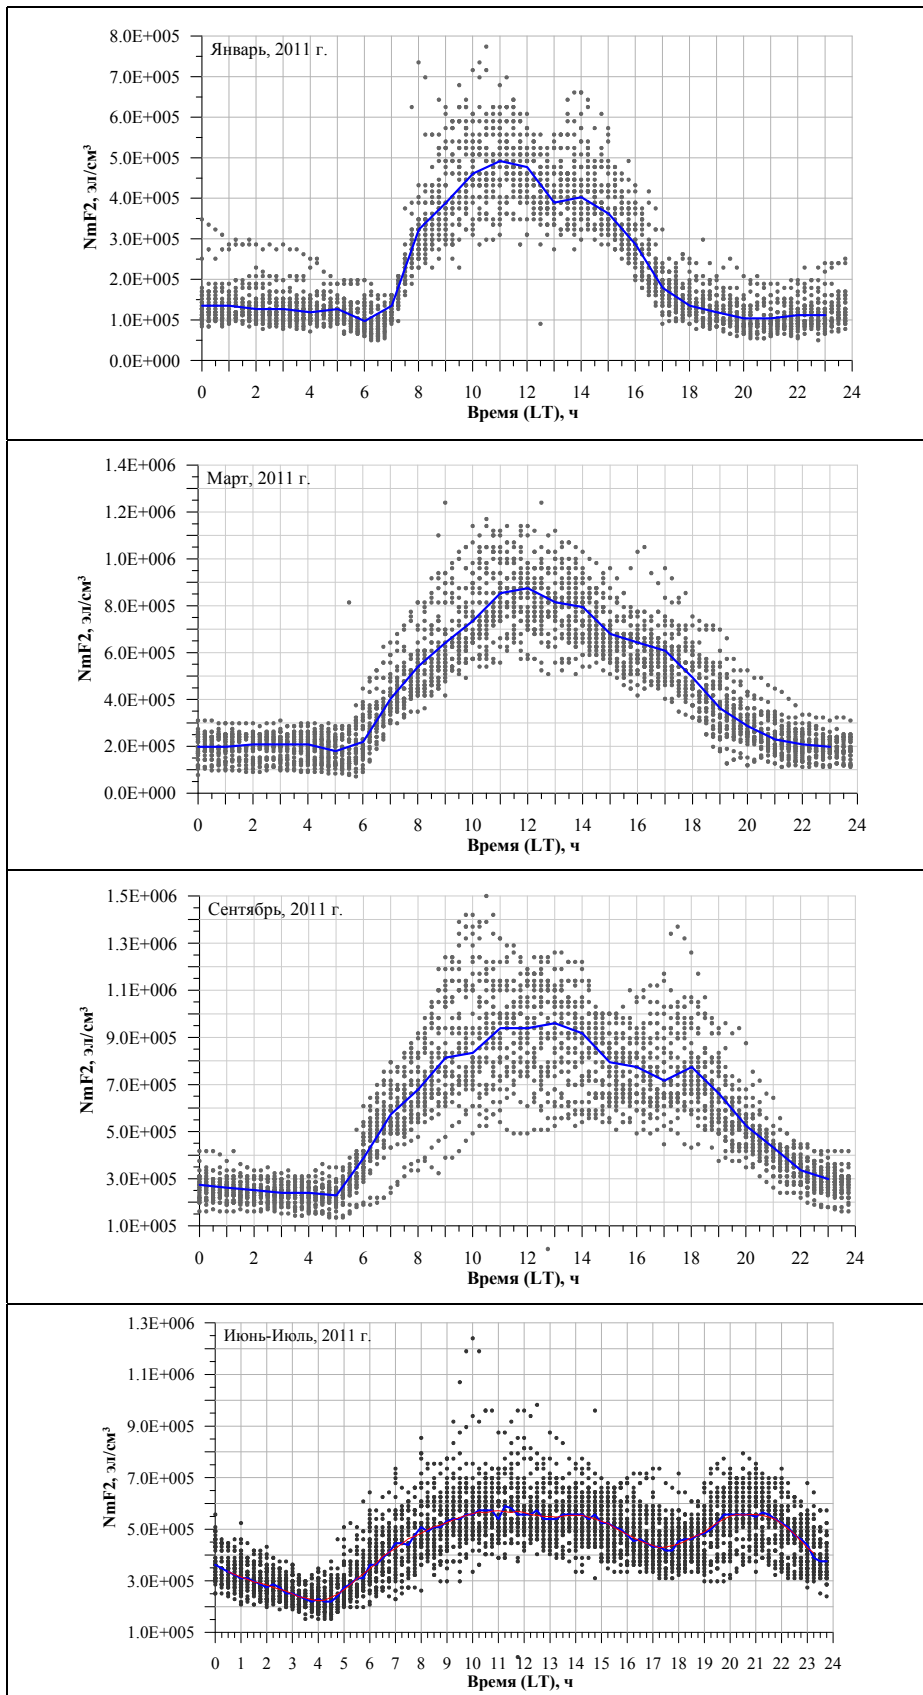 Январь, 2011 г.
NmF2, эл/см³
8.0E+005
7.0E+005
6.0E+005
5.0E+005
4.0E+005
3.0E+005
2.0E+005
1.0E+005
0.0E+000
0 2 4 6 8 10 12 14 16 18 20 22 24
Время (LT), ч
Март, 2011 г.
NmF2, эл/см³
1.4E+006
1.2E+006
1.0E+006
8.0E+005
6.0E+005
4.0E+005
2.0E+005
0.0E+000
0 2 4 6 8 10 12 14 16 18 20 22 24
Время (LT), ч
Сентябрь, 2011 г.
NmF2, эл/см³
1.5E+006
1.3E+006
1.1E+006
9.0E+005
7.0E+005
5.0E+005
3.0E+005
1.0E+005
0 2 4 6 8 10 12 14 16 18 20 22 24
Время (LT), ч
Июнь-Июль, 2011 г.
NmF2, эл/см³
1.3E+006
1.1E+006
9.0E+005
7.0E+005
5.0E+005
3.0E+005
1.0E+005
0 1 2 3 4 5 6 7 8 9 10 11 12 13 14 15 16 17 18 19 20 21 22 23 24
Время (LT), ч